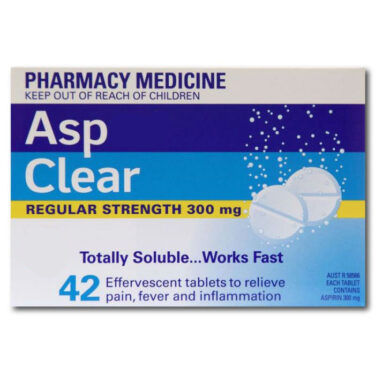 PHARMACY MEDICINE
KEEP OUT OF REACH OF CHILDREN
Asp
Clear
REGULAR STRENGTH 300 mg
Totally Soluble...Works Fast
42 Effervescent tablets to relieve
pain, fever and inflammation
EACH TABLET
CONTAINS
ASPIRIN 300 mg